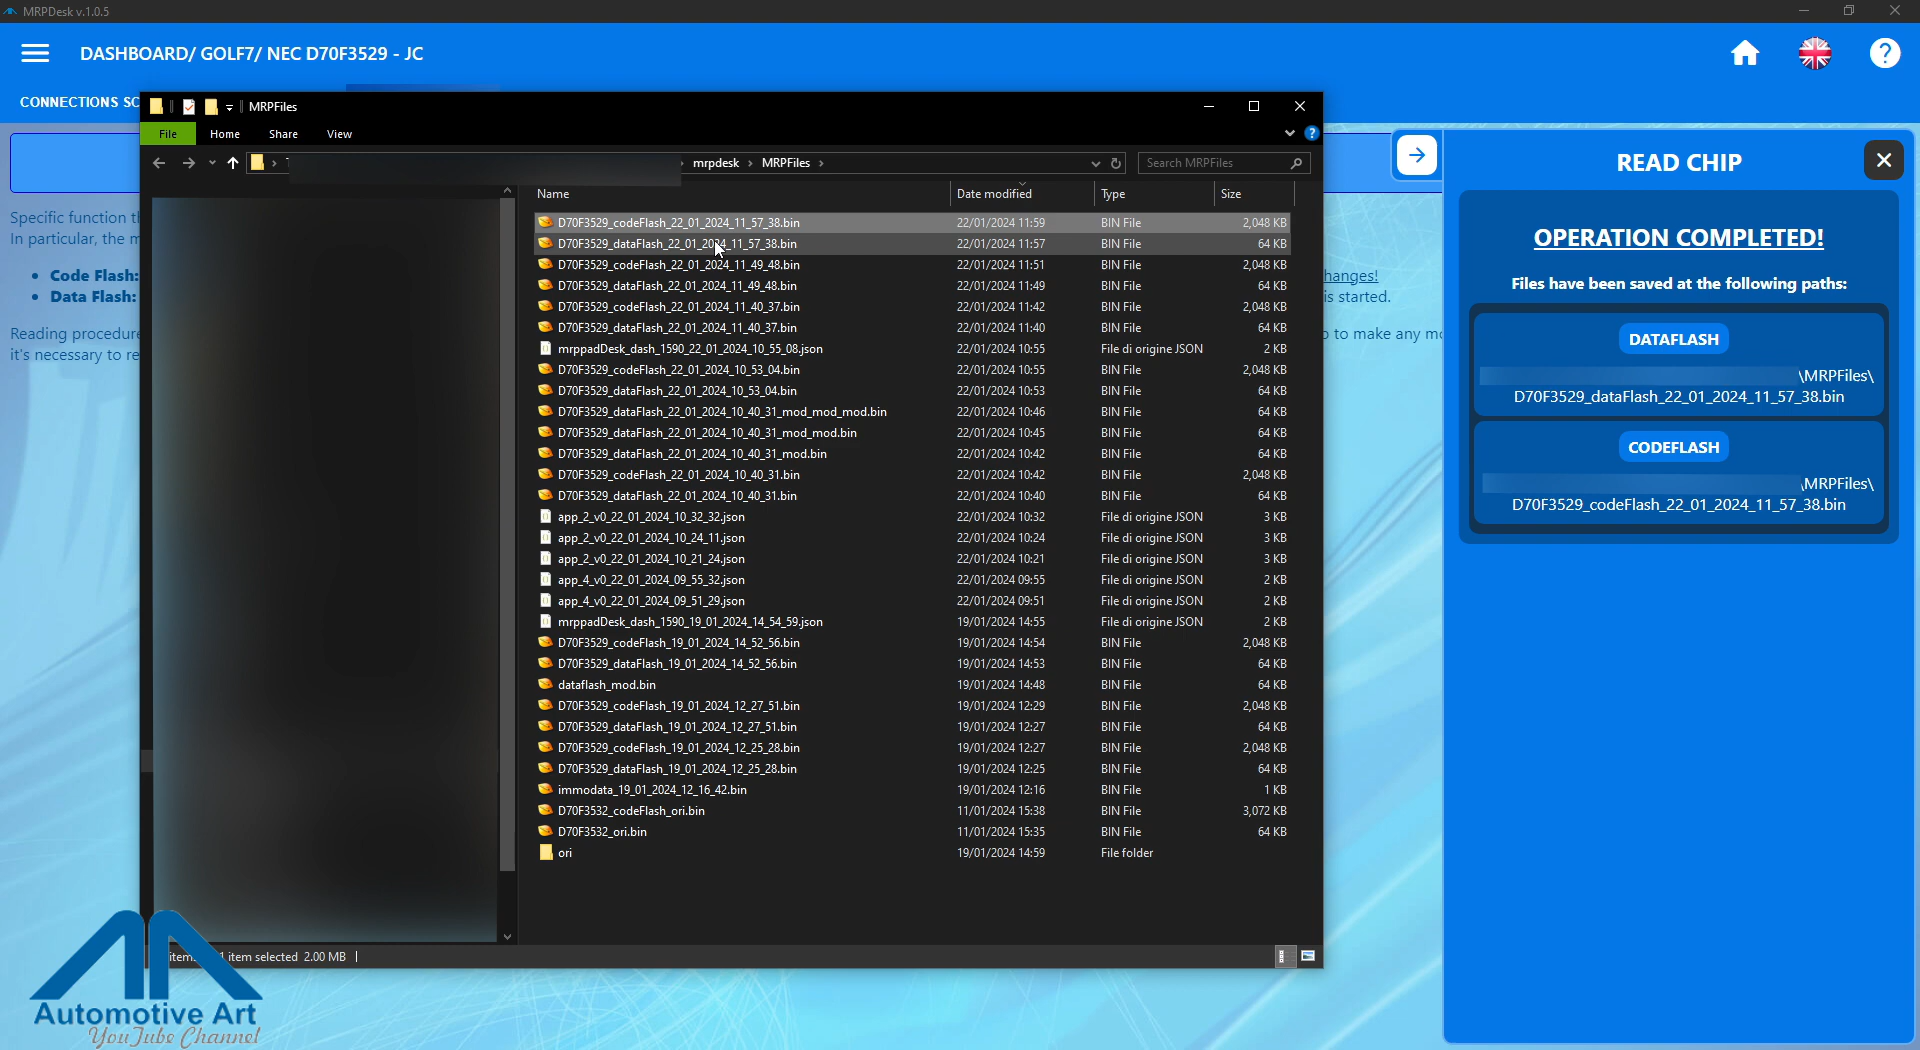 MRPDesk v.1.0.5
DASHBOARD/ GOLF7/ NEC D70F3529 - JC
CONNECTIONS SC
MRPFiles
File Home Share View
mrpdesk MRPFiles
Search MRPFiles
Name Date modified Type Size
D70F3529_codeFlash_22_01_2024_11_57_38.bin 22/01/2024 11:59 BIN File 2,048 KB
D70F3529_dataFlash_22_01_2024_11_57_38.bin 22/01/2024 11:57 BIN File 64 KB
D70F3529_codeFlash_22_01_2024_11_49_48.bin 22/01/2024 11:51 BIN File 2,048 KB
D70F3529_dataFlash_22_01_2024_11_49_48.bin 22/01/2024 11:49 BIN File 64 KB
D70F3529_codeFlash_22_01_2024_11_40_37.bin 22/01/2024 11:42 BIN File 2,048 KB
D70F3529_dataFlash_22_01_2024_11_40_37.bin 22/01/2024 11:40 BIN File 64 KB
mrppadDesk_dash_1590_22_01_2024_10_55_08.json 22/01/2024 10:55 File di origine JSON 2 KB
D70F3529_codeFlash_22_01_2024_10_53_04.bin 22/01/2024 10:55 BIN File 2,048 KB
D70F3529_dataFlash_22_01_2024_10_53_04.bin 22/01/2024 10:53 BIN File 64 KB
D70F3529_dataFlash_22_01_2024_10_40_31_mod_mod_mod.bin 22/01/2024 10:46 BIN File 64 KB
D70F3529_dataFlash_22_01_2024_10_40_31_mod_mod.bin 22/01/2024 10:45 BIN File 64 KB
D70F3529_dataFlash_22_01_2024_10_40_31_mod.bin 22/01/2024 10:42 BIN File 64 KB
D70F3529_codeFlash_22_01_2024_10_40_31.bin 22/01/2024 10:42 BIN File 2,048 KB
D70F3529_dataFlash_22_01_2024_10_40_31.bin 22/01/2024 10:40 BIN File 64 KB
app_2_v0_22_01_2024_10_32_32.json 22/01/2024 10:32 File di origine JSON 3 KB
app_2_v0_22_01_2024_10_24_11.json 22/01/2024 10:24 File di origine JSON 3 KB
app_2_v0_22_01_2024_10_21_24.json 22/01/2024 10:21 File di origine JSON 3 KB
app_4_v0_22_01_2024_09_55_32.json 22/01/2024 09:55 File di origine JSON 2 KB
app_4_v0_22_01_2024_09_51_29.json 22/01/2024 09:51 File di origine JSON 2 KB
mrppadDesk_dash_1590_19_01_2024_14_54_59.json 19/01/2024 14:55 File di origine JSON 2 KB
D70F3529_codeFlash_19_01_2024_14_52_56.bin 19/01/2024 14:54 BIN File 2,048 KB
D70F3529_dataFlash_19_01_2024_14_52_56.bin 19/01/2024 14:53 BIN File 64 KB
dataflash_mod.bin 19/01/2024 14:48 BIN File 64 KB
D70F3529_codeFlash_19_01_2024_12_27_51.bin 19/01/2024 12:29 BIN File 2,048 KB
D70F3529_dataFlash_19_01_2024_12_27_51.bin 19/01/2024 12:27 BIN File 64 KB
D70F3529_codeFlash_19_01_2024_12_25_28.bin 19/01/2024 12:27 BIN File 2,048 KB
D70F3529_dataFlash_19_01_2024_12_25_28.bin 19/01/2024 12:25 BIN File 64 KB
immodata_19_01_2024_12_16_42.bin 19/01/2024 12:16 BIN File 1 KB
D70F3532_codeFlash_ori.bin 11/01/2024 15:38 BIN File 3,072 KB
D70F3532_ori.bin 11/01/2024 15:35 BIN File 64 KB
ori 19/01/2024 14:59 File folder
item selected 2.00 MB
Specific function
In particular, the
Code Flash:
Data Flash:
Reading procedure
it's necessary to re
hanges!
is started.
to make any
READ CHIP
OPERATION COMPLETED!
Files have been saved at the following paths:
DATAFLASH
\MRPFiles\
D70F3529_dataFlash_22_01_2024_11_57_38.bin
CODEFLASH
\MRPFiles\
D70F3529_codeFlash_22_01_2024_11_57_38.bin
Automotive Art
YouTube Channel